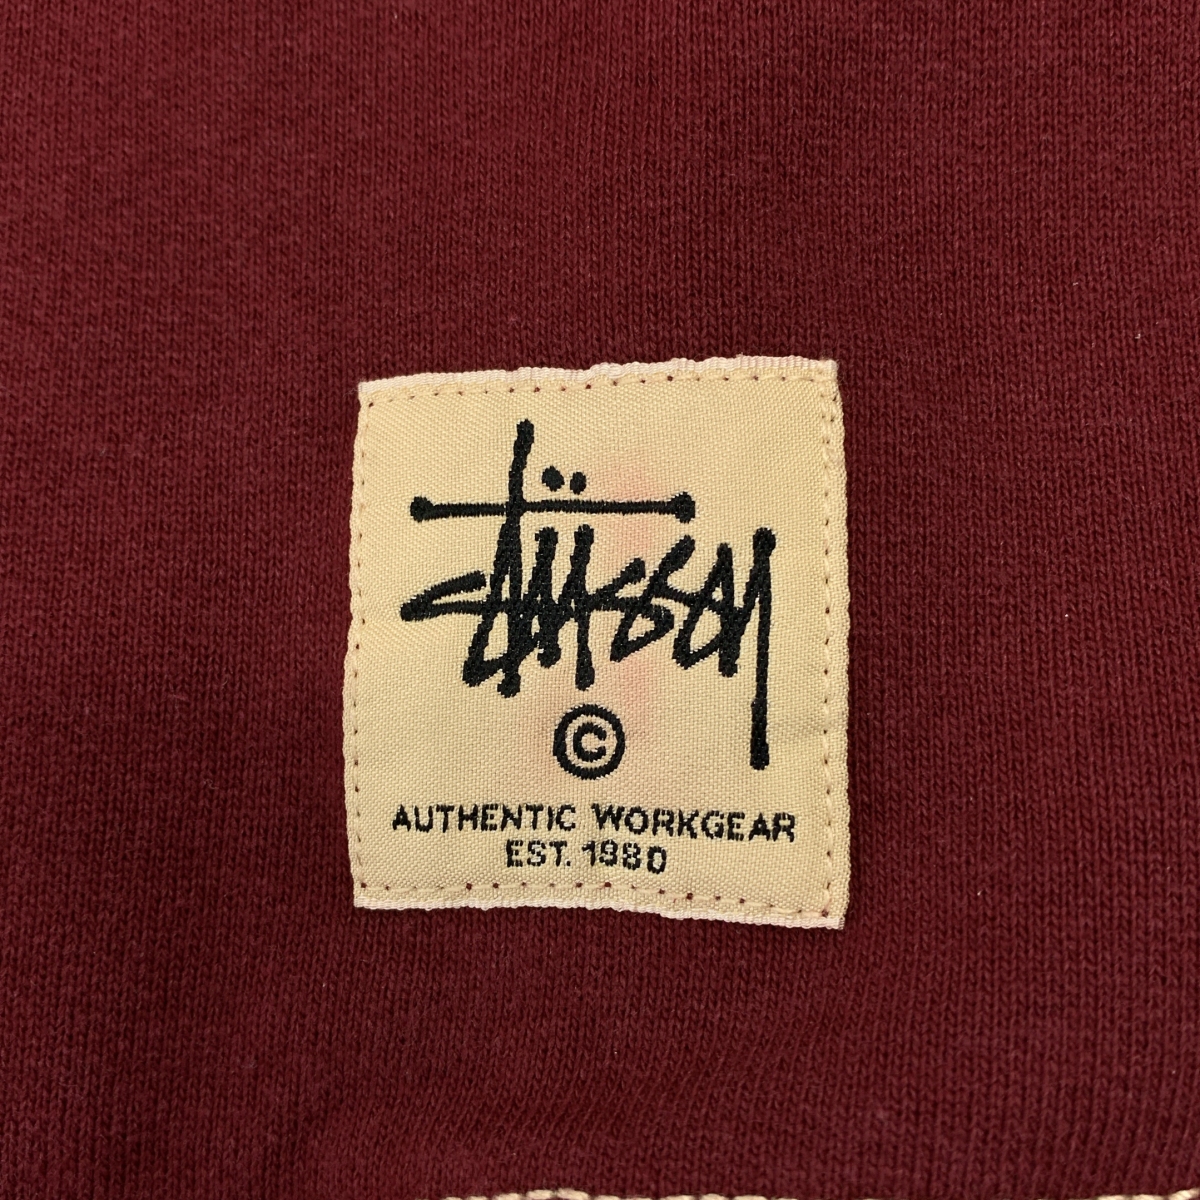 Stüssy
©
AUTHENTIC WORKGEAR
EST. 1980